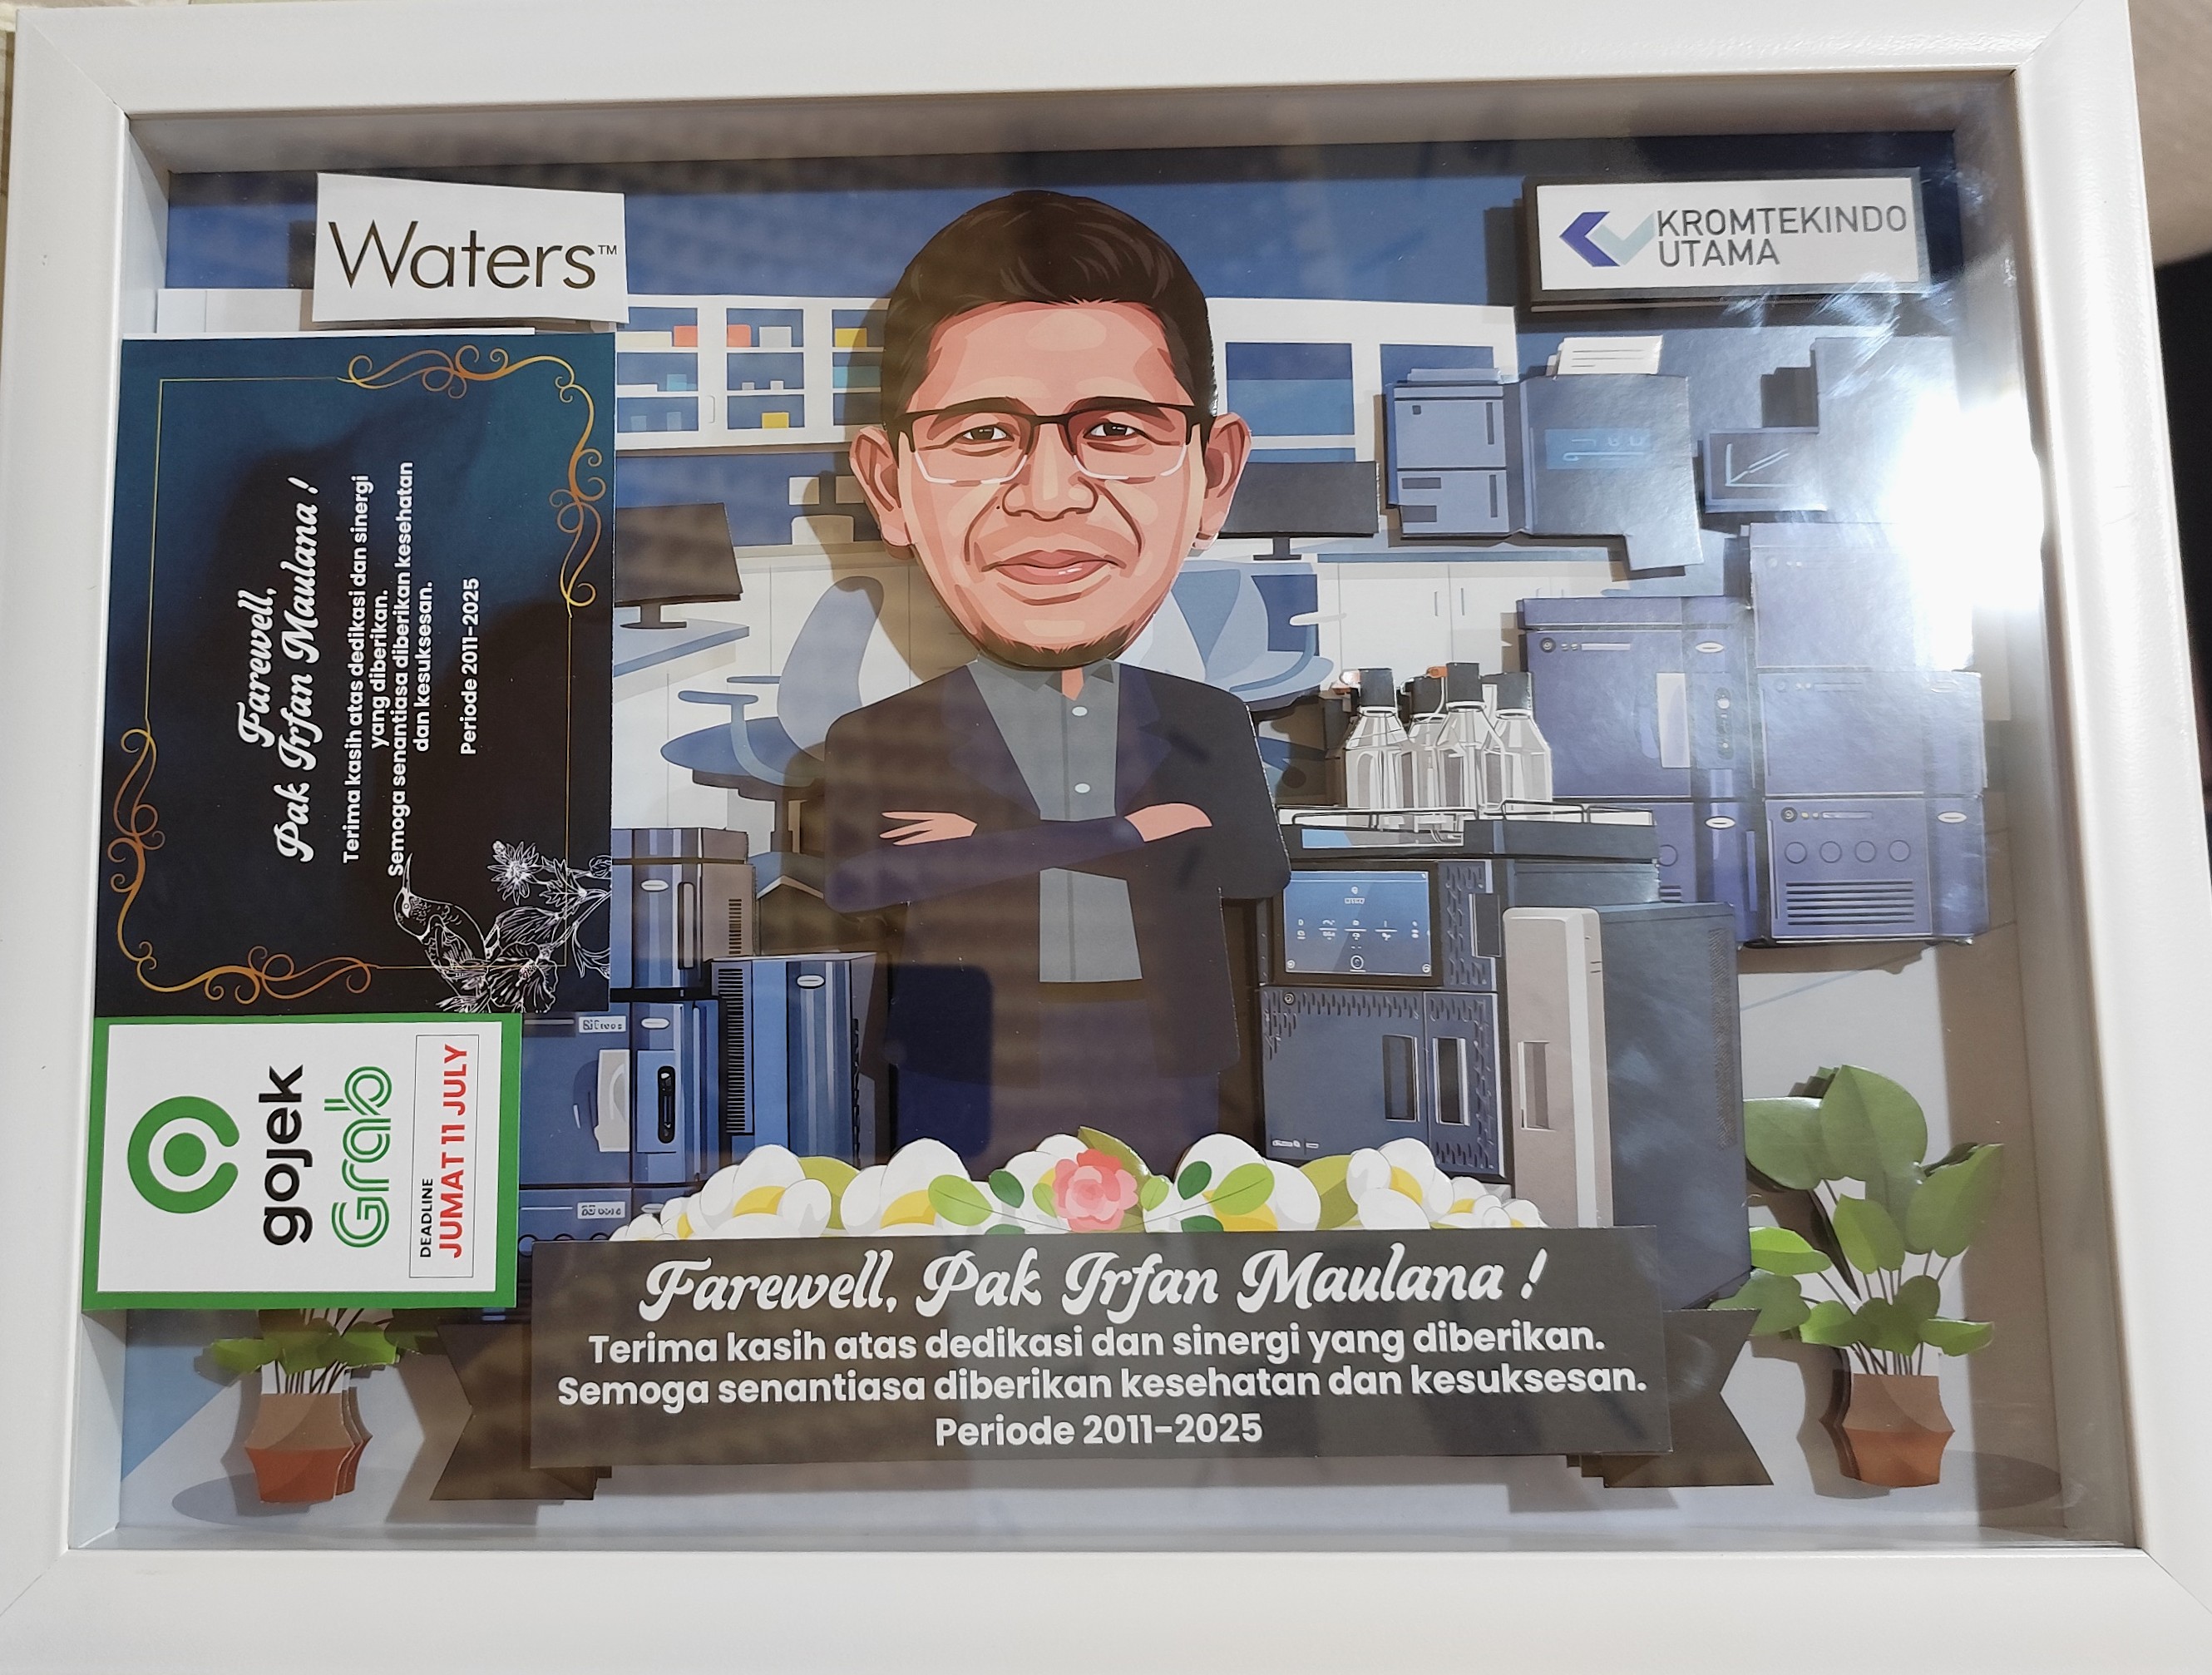 Waters™
KROMTEKINDO
UTAMA
Farewell,
Pak Irfan Maulana !
Terima kasih atas dedikasi dan sinergi
yang diberikan.
Semoga senantiasa diberikan kesehatan
dan kesuksesan.
Periode 2011-2025
gojek
Grab
DEADLINE
JUMAT 11 JULY
Farewell, Pak Irfan Maulana !
Terima kasih atas dedikasi dan sinergi yang diberikan.
Semoga senantiasa diberikan kesehatan dan kesuksesan.
Periode 2011-2025